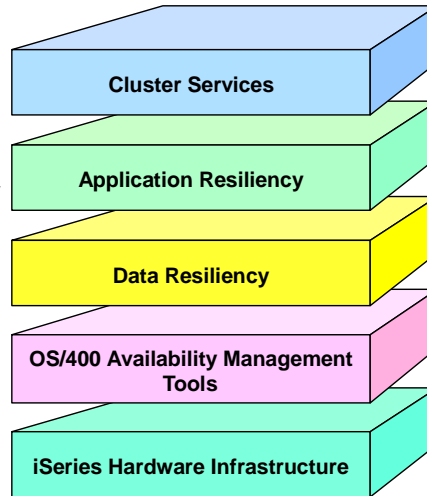 Cluster Services
Application Resiliency
Data Resiliency
OS/400 Availability Management
Tools
iSeries Hardware Infrastructure